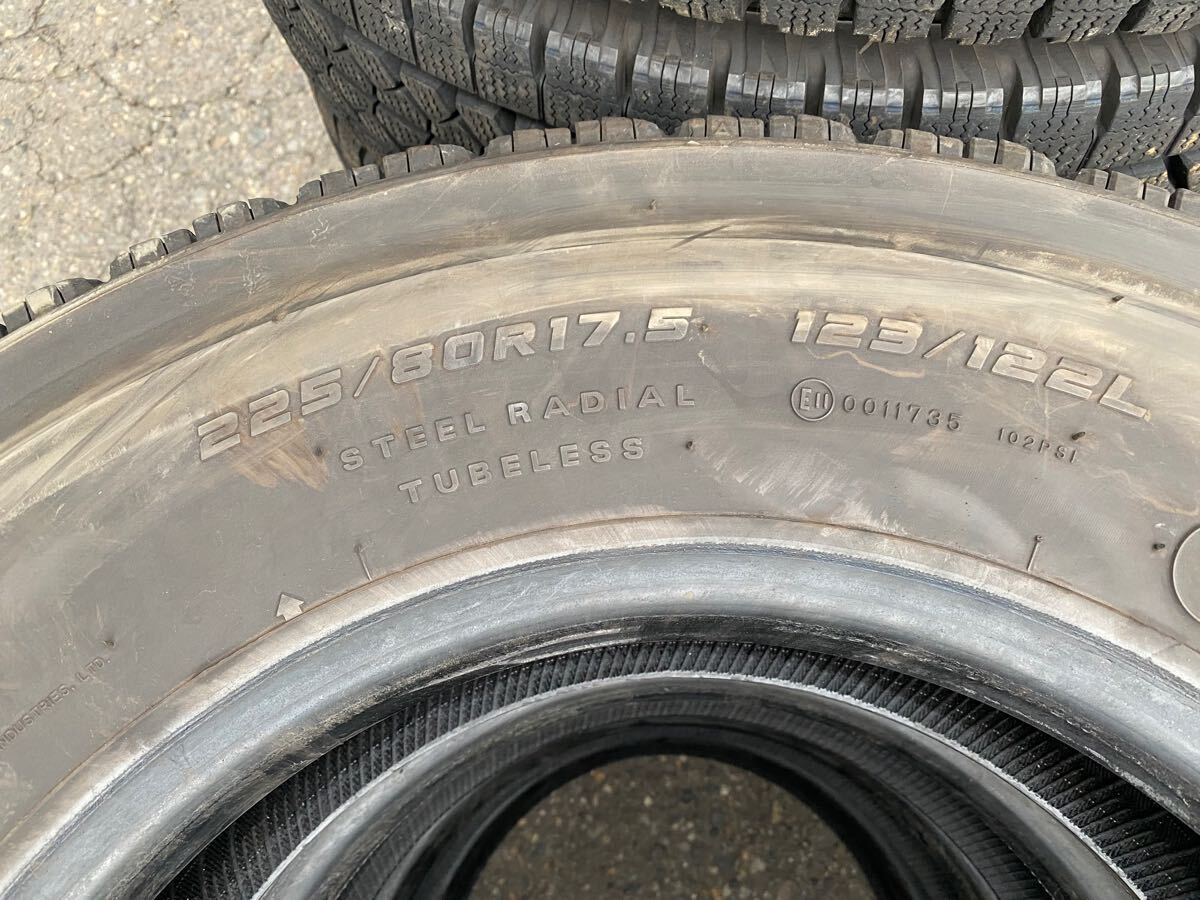 225/80R17.5 123/122L
STEEL RADIAL
TUBELESS
E11 0011735 102PSI
INDUSTRIES, LTD.